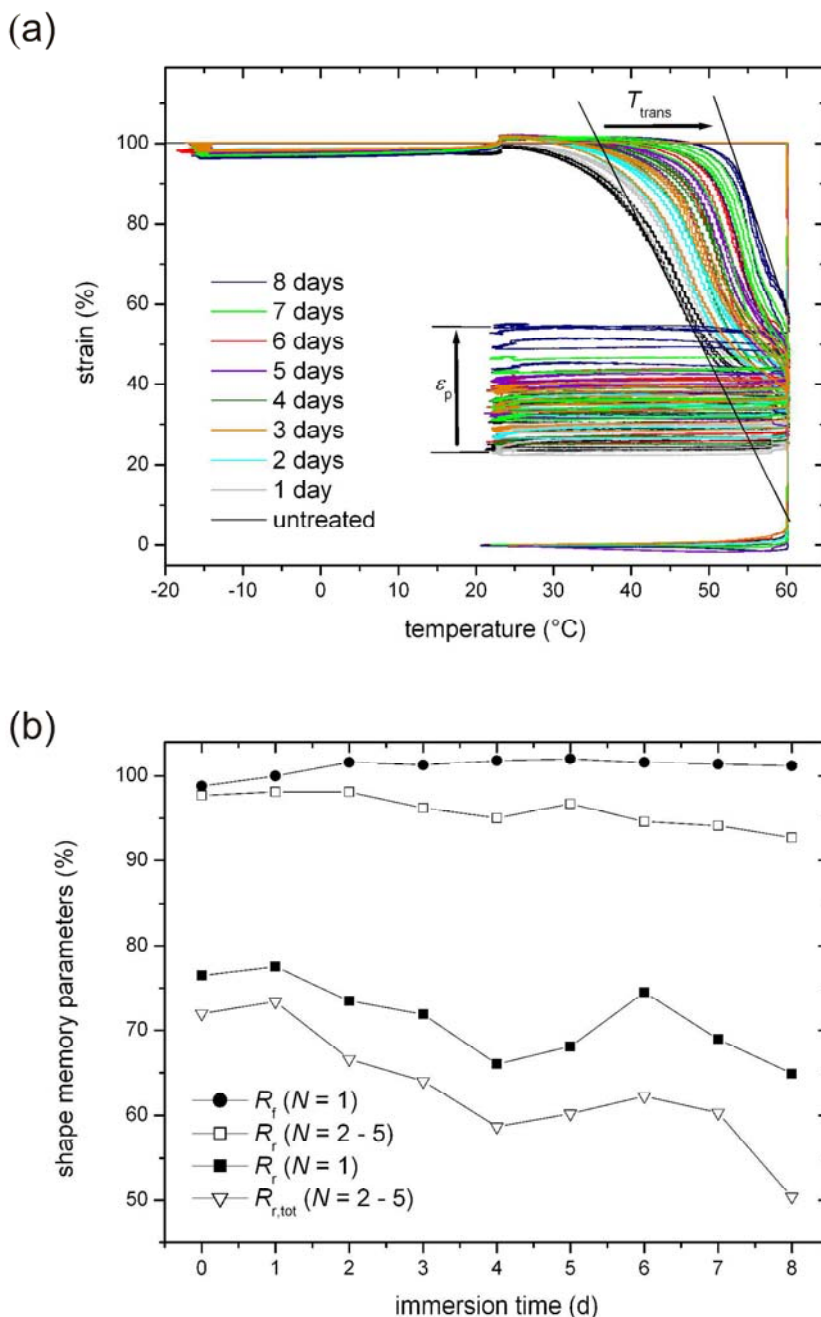 (a)
T_trans
100
80
60
40
20
0
strain (%)
8 days
7 days
6 days
5 days
4 days
3 days
2 days
1 day
untreated
ε_p
-20 -10 0 10 20 30 40 50 60
temperature (°C)
(b)
100
90
80
70
60
50
shape memory parameters (%)
R_f (N = 1)
R_r (N = 2 - 5)
R_r (N = 1)
R_r,tot (N = 2 - 5)
0 1 2 3 4 5 6 7 8
immersion time (d)